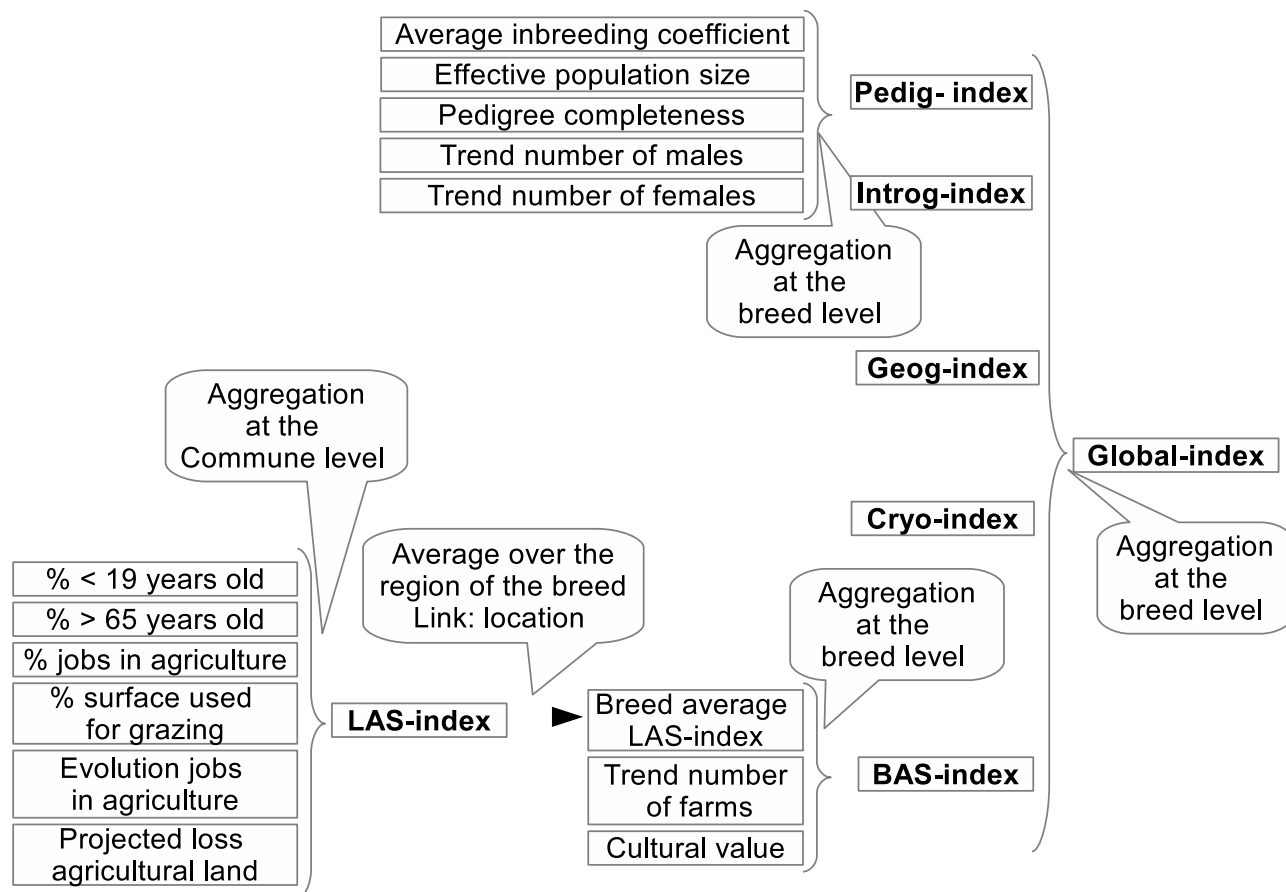 Average inbreeding coefficient
Effective population size
Pedigree completeness
Trend number of males
Trend number of females
Pedig- index
Introg-index
Aggregation
at the
breed level
Geog-index
Cryo-index
Global-index
Aggregation
at the
breed level
Aggregation
at the
Commune level
% < 19 years old
% > 65 years old
% jobs in agriculture
% surface used
for grazing
Evolution jobs
in agriculture
Projected loss
agricultural land
LAS-index
Average over the
region of the breed
Link: location
Breed average
LAS-index
Trend number
of farms
Cultural value
Aggregation
at the
breed level
BAS-index